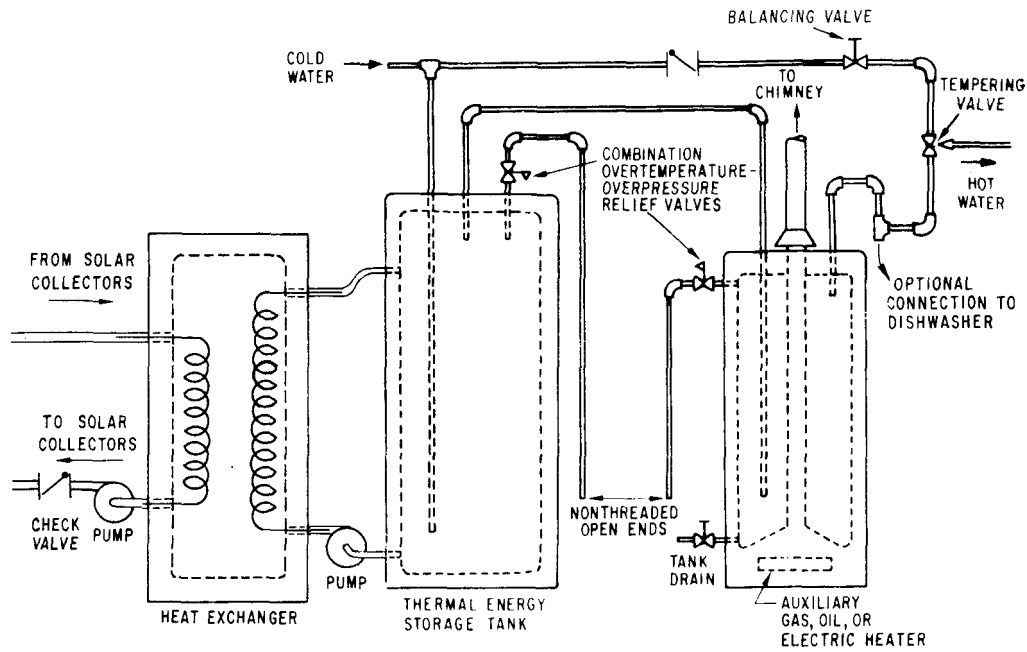 BALANCING VALVE
COLD
WATER
TO
CHIMNEY
TEMPERING
VALVE
COMBINATION
OVERTEMPERATURE-
OVERPRESSURE
RELIEF VALVES
HOT
WATER
FROM SOLAR
COLLECTORS
OPTIONAL
CONNECTION TO
DISHWASHER
TO SOLAR
COLLECTORS
CHECK
VALVE
PUMP
NONTHREADED
OPEN ENDS
TANK
DRAIN
PUMP
HEAT EXCHANGER
THERMAL ENERGY
STORAGE TANK
AUXILIARY
GAS, OIL, OR
ELECTRIC HEATER